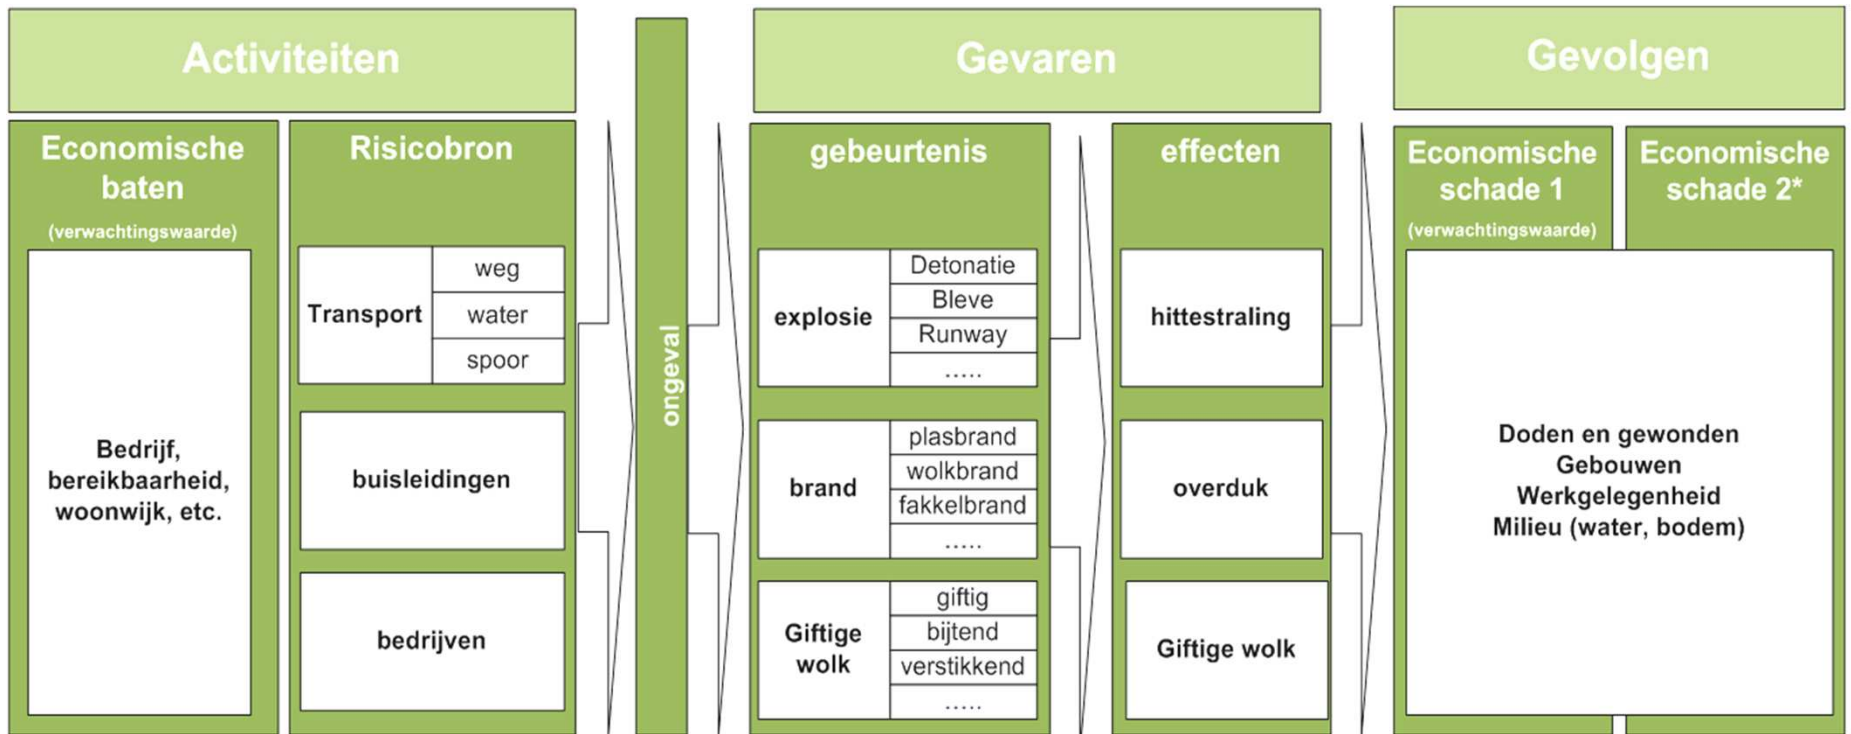 Activiteiten
Economische
baten
(verwachtingswaarde)
Bedrijf,
bereikbaarheid,
woonwijk, etc.
Risicobron
Transport
weg
water
spoor
buisleidingen
bedrijven
ongeval
Gevaren
gebeurtenis
explosie
Detonatie
Bleve
Runway
.....
brand
plasbrand
wolkbrand
fakkelbrand
.....
Giftige
wolk
giftig
bijtend
verstikkend
.....
effecten
hittestraling
overduk
Giftige wolk
Gevolgen
Economische
schade 1
(verwachtingswaarde)
Economische
schade 2*
Doden en gewonden
Gebouwen
Werkgelegenheid
Milieu (water, bodem)